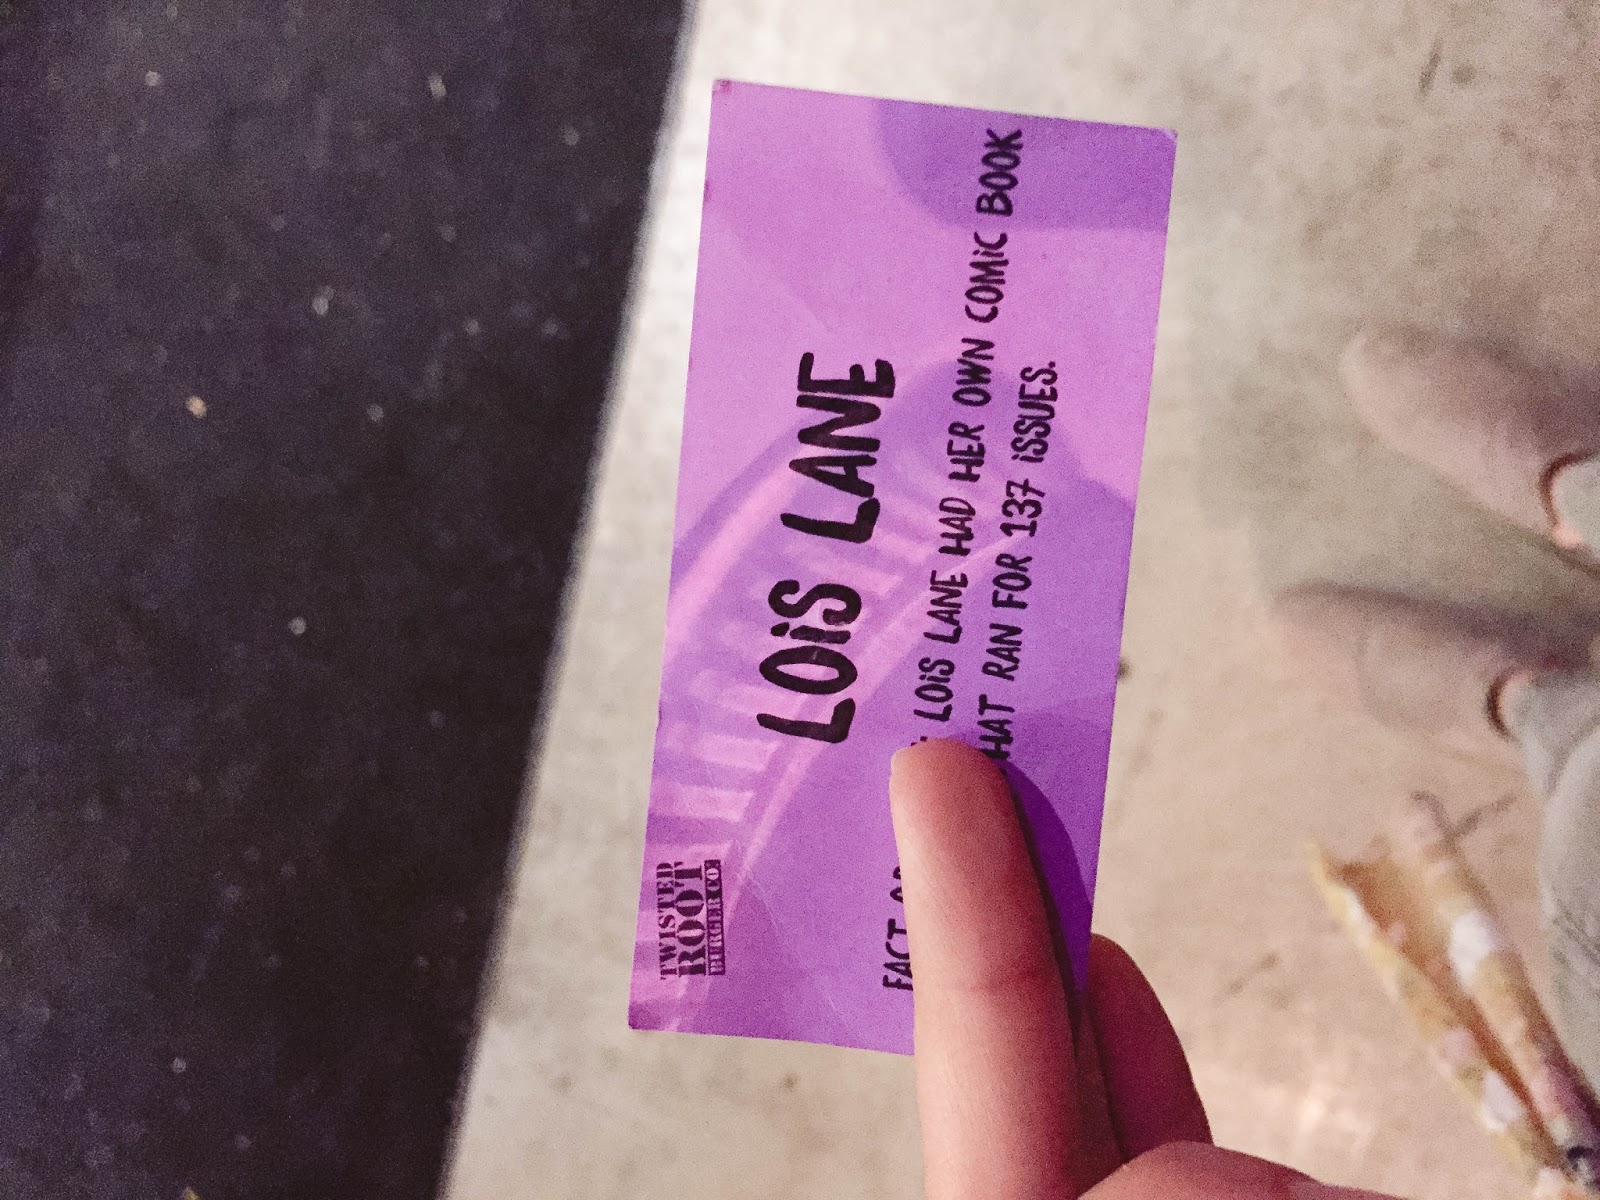 TWISTED
ROOT
BURGER CO
LOiS LANE
FACT LOiS LANE HAD HER OWN COMiC BOOK
HAT RAN FOR 137 iSSUES.